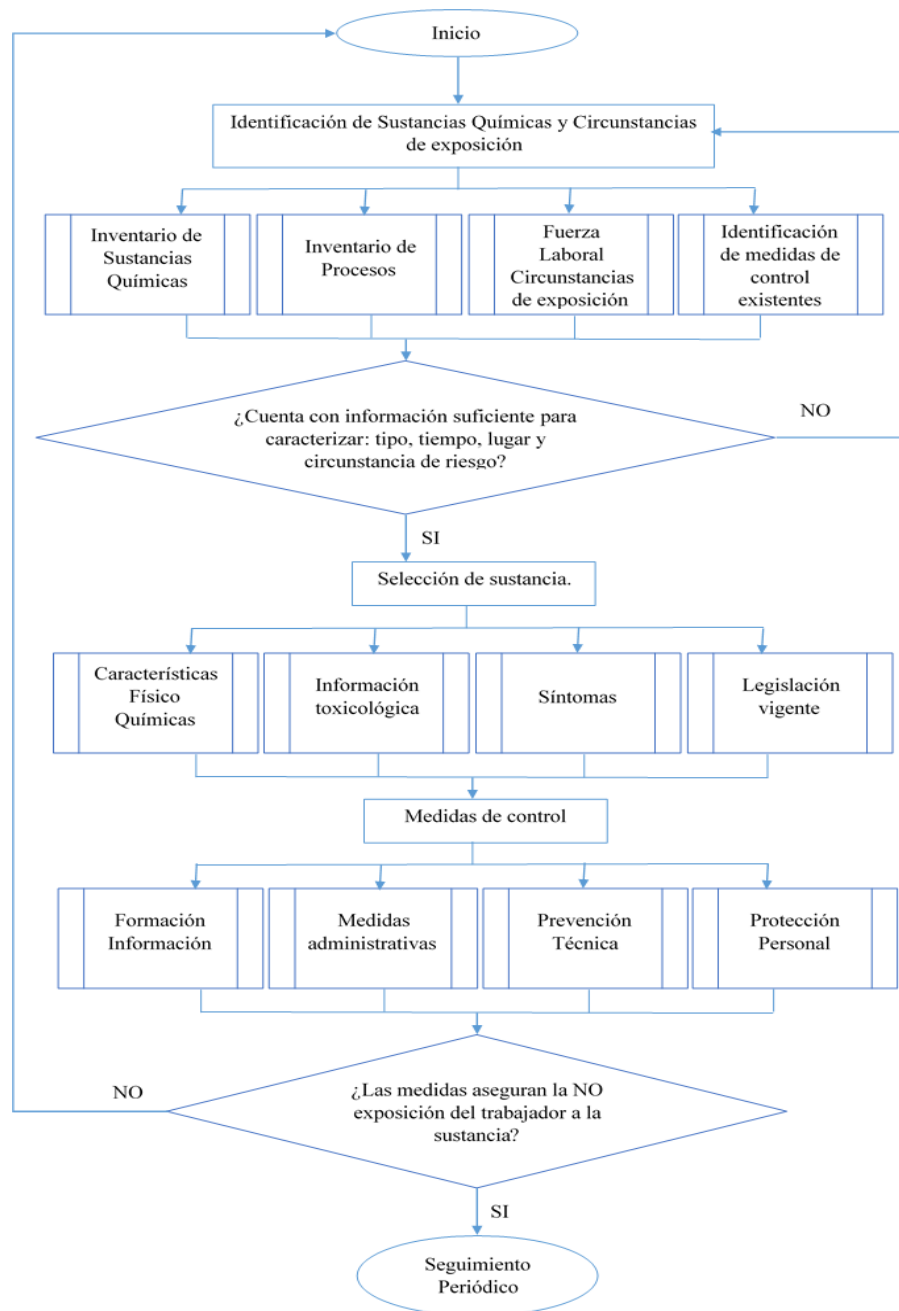 Inicio
Identificación de Sustancias Químicas y Circunstancias
de exposición
Inventario de
Sustancias
Químicas
Inventario de
Procesos
Fuerza
Laboral
Circunstancias
de exposición
Identificación
de medidas de
control
existentes
¿Cuenta con información suficiente para
caracterizar: tipo, tiempo, lugar y
circunstancia de riesgo?
NO
SI
Selección de sustancia.
Características
Físico
Químicas
Información
toxicológica
Síntomas
Legislación
vigente
Medidas de control
Formación
Información
Medidas
administrativas
Prevención
Técnica
Protección
Personal
NO
¿Las medidas aseguran la NO
exposición del trabajador a la
sustancia?
SI
Seguimiento
Periódico